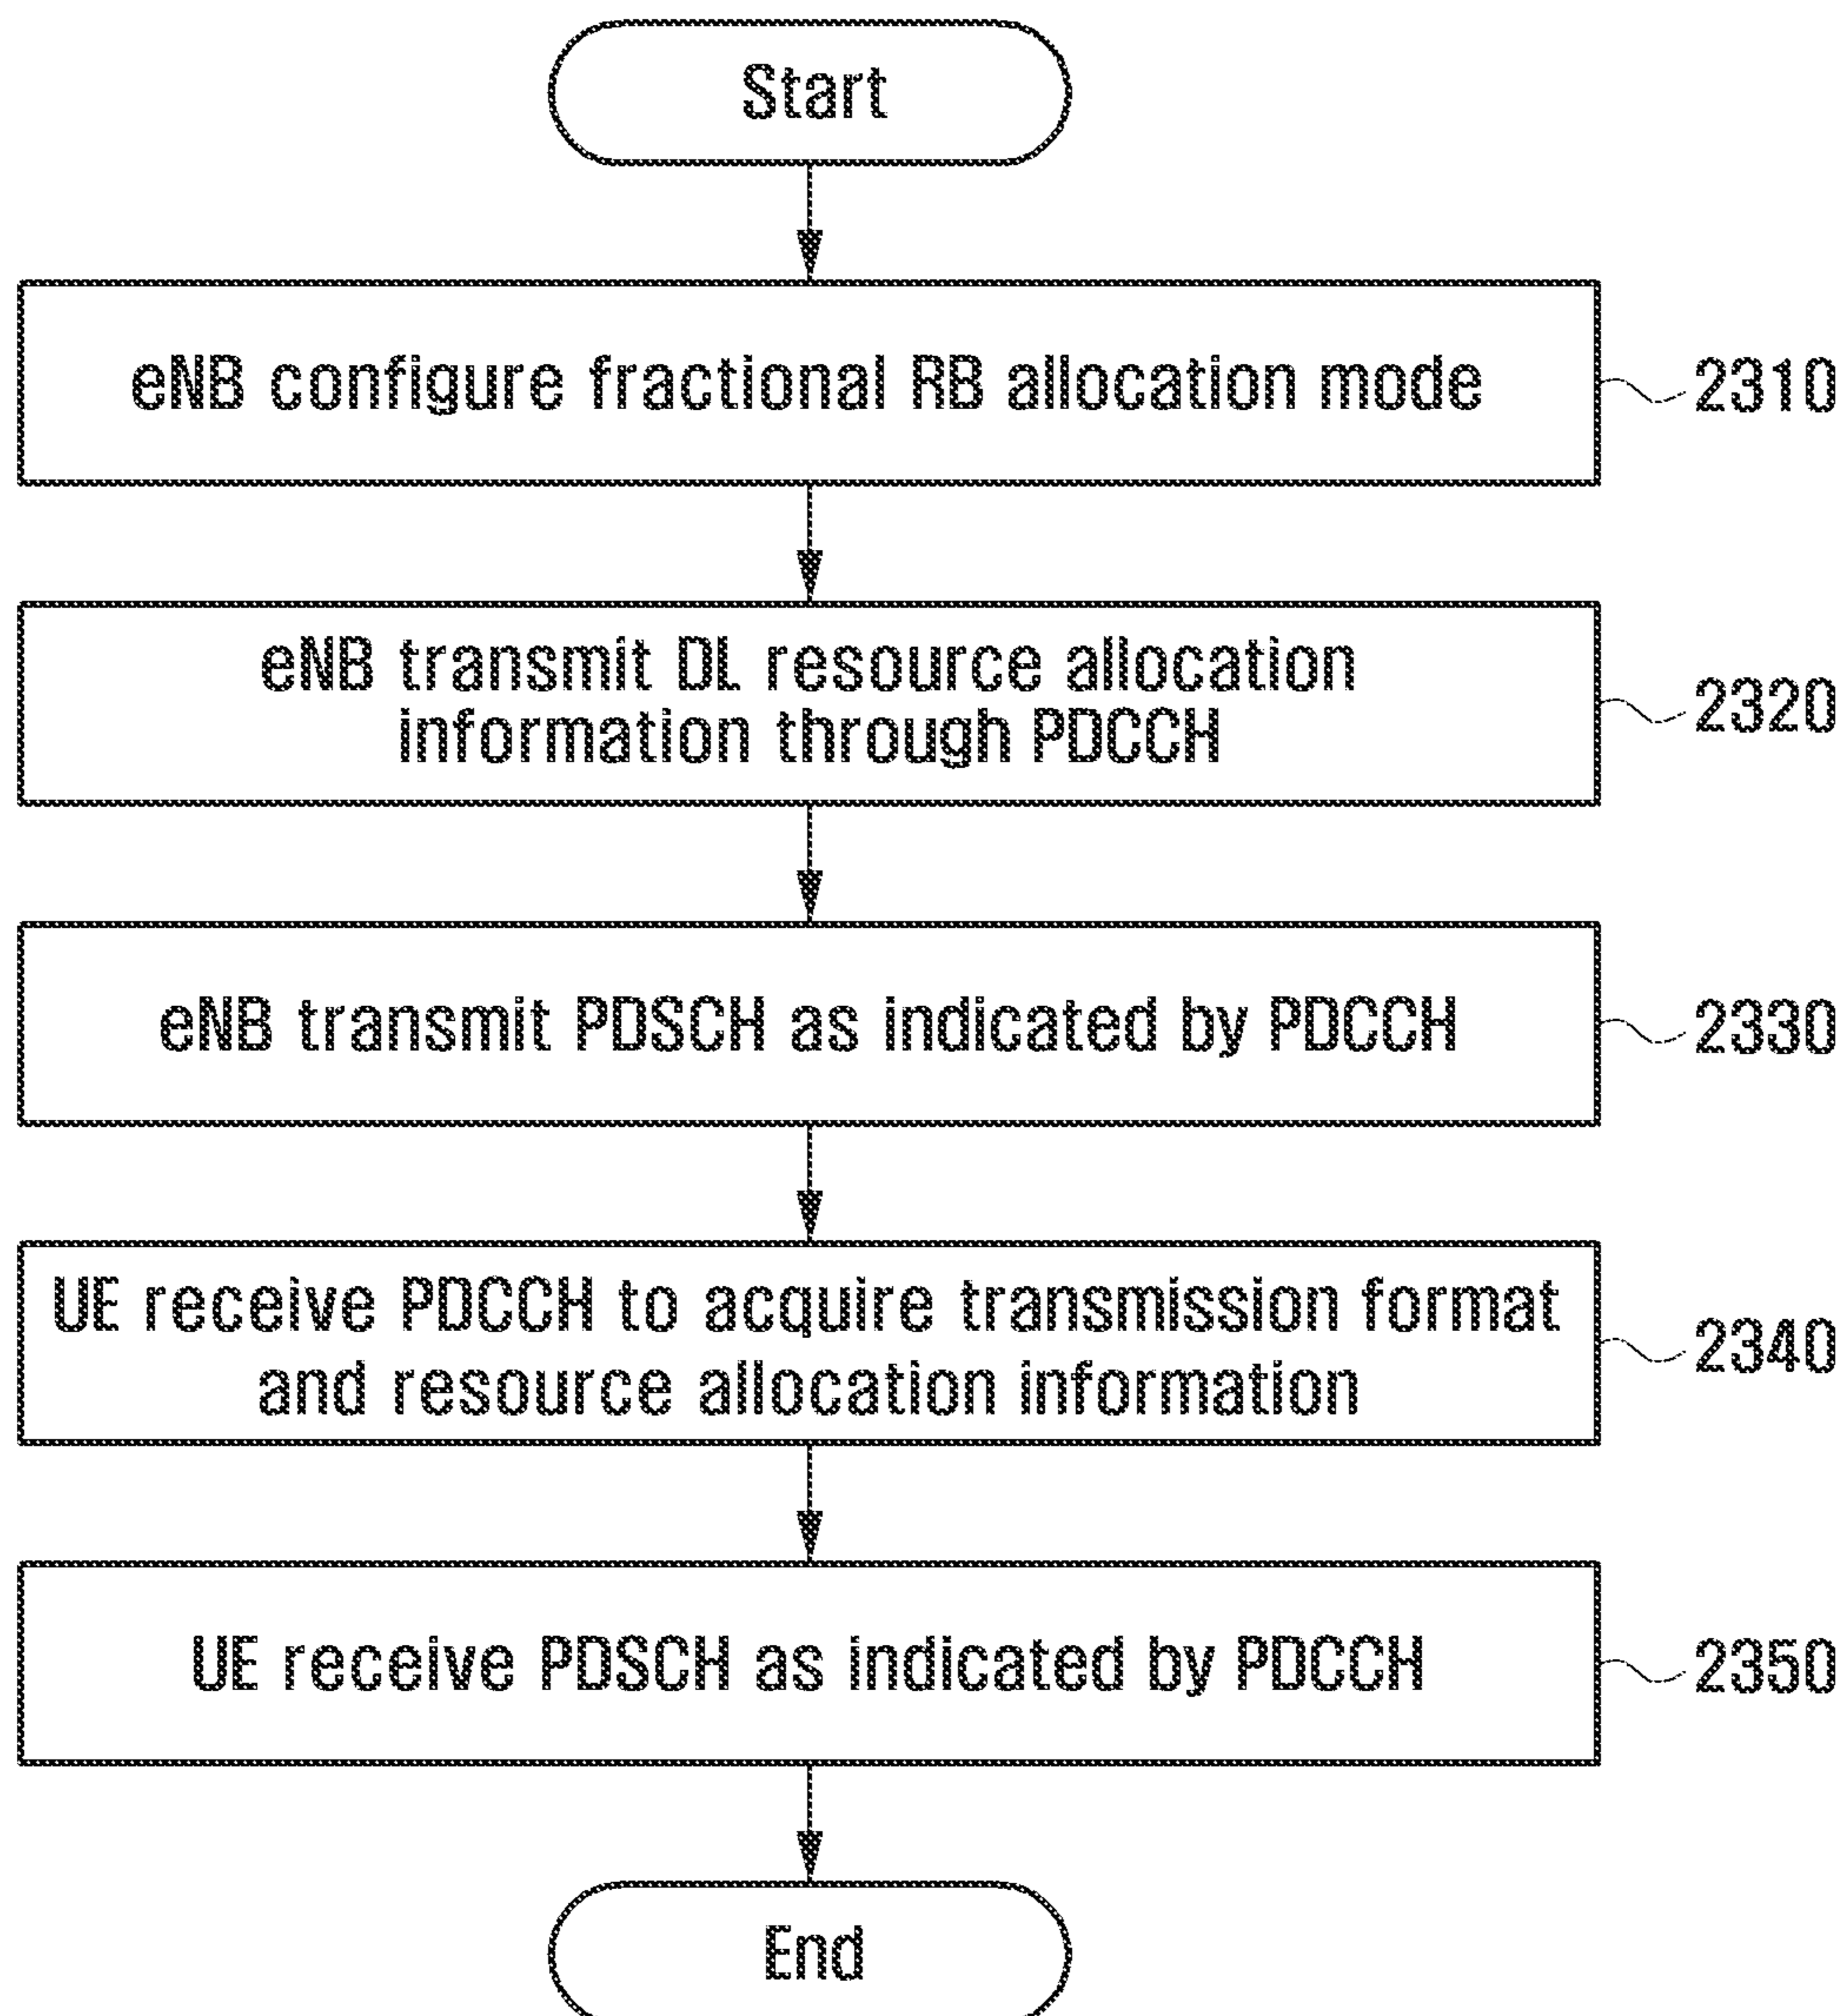 Start
eNB configure fractional RB allocation mode
2310
eNB transmit DL resource allocation
information through PDCCH
2320
eNB transmit PDSCH as indicated by PDCCH
2330
UE receive PDCCH to acquire transmission format
and resource allocation information
2340
UE receive PDSCH as indicated by PDCCH
2350
End